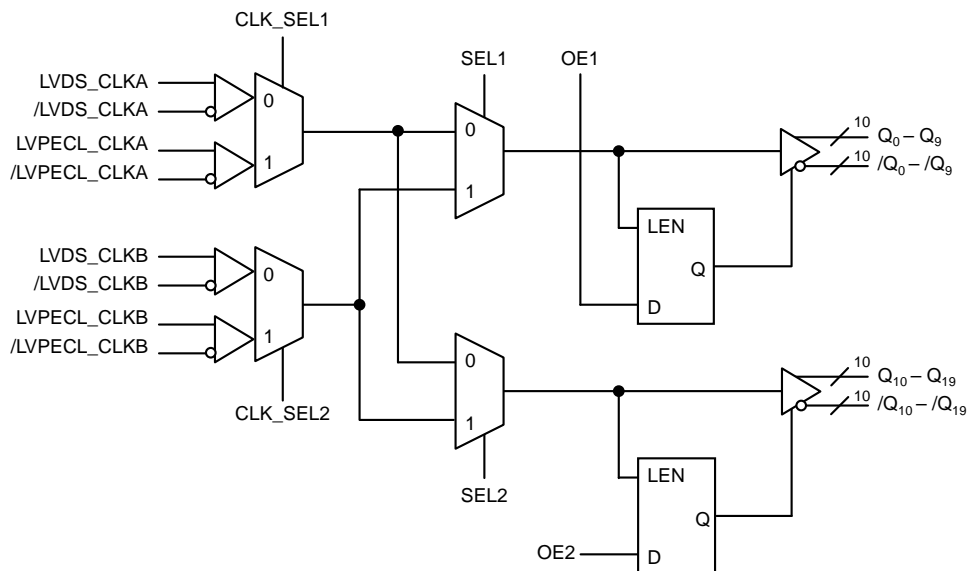 CLK_SEL1
SEL1
OE1
LVDS_CLKA
/LVDS_CLKA
LVPECL_CLKA
/LVPECL_CLKA
0
1
0
1
10
Q0 – Q9
10
/Q0 – /Q9
LEN
Q
D
LVDS_CLKB
/LVDS_CLKB
LVPECL_CLKB
/LVPECL_CLKB
0
1
CLK_SEL2
0
1
SEL2
10
Q10 – Q19
10
/Q10 – /Q19
LEN
Q
D
OE2